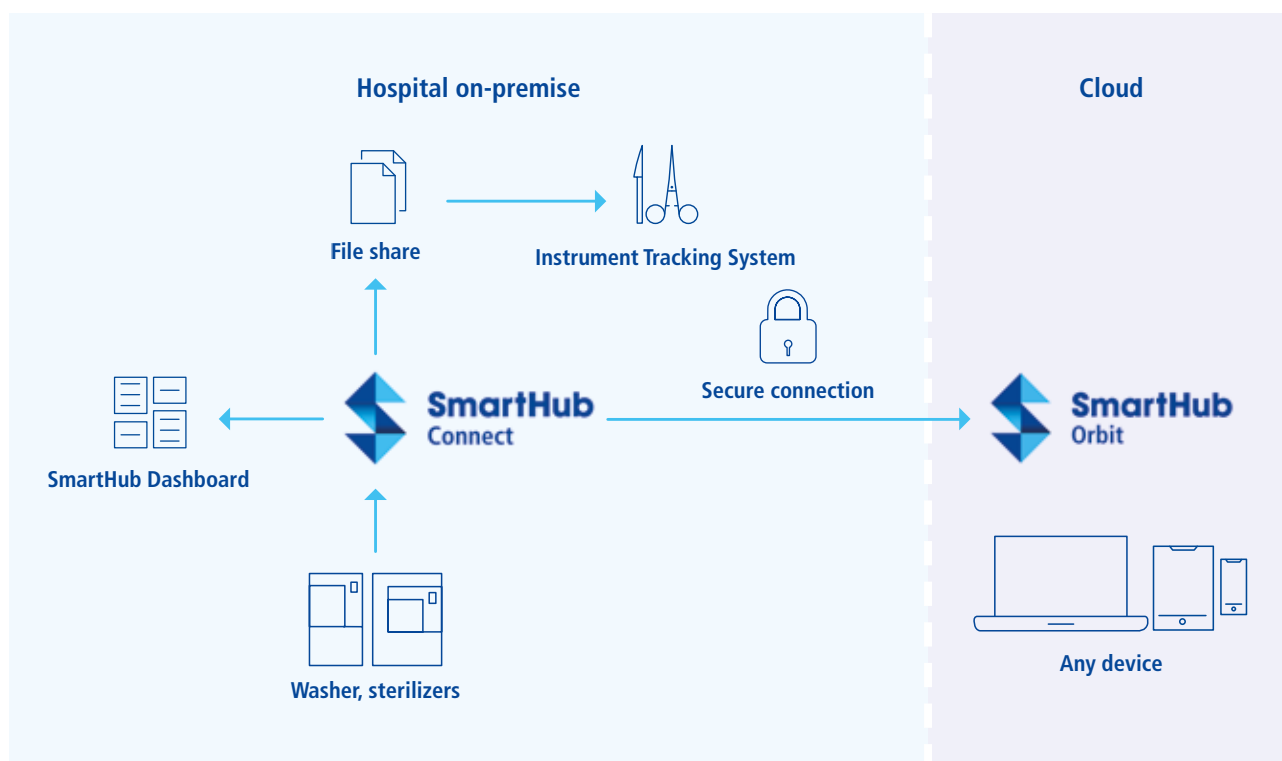 Hospital on-premise
Cloud
File share
Instrument Tracking System
Secure connection
SmartHub
Connect
SmartHub
Orbit
SmartHub Dashboard
Washer, sterilizers
Any device